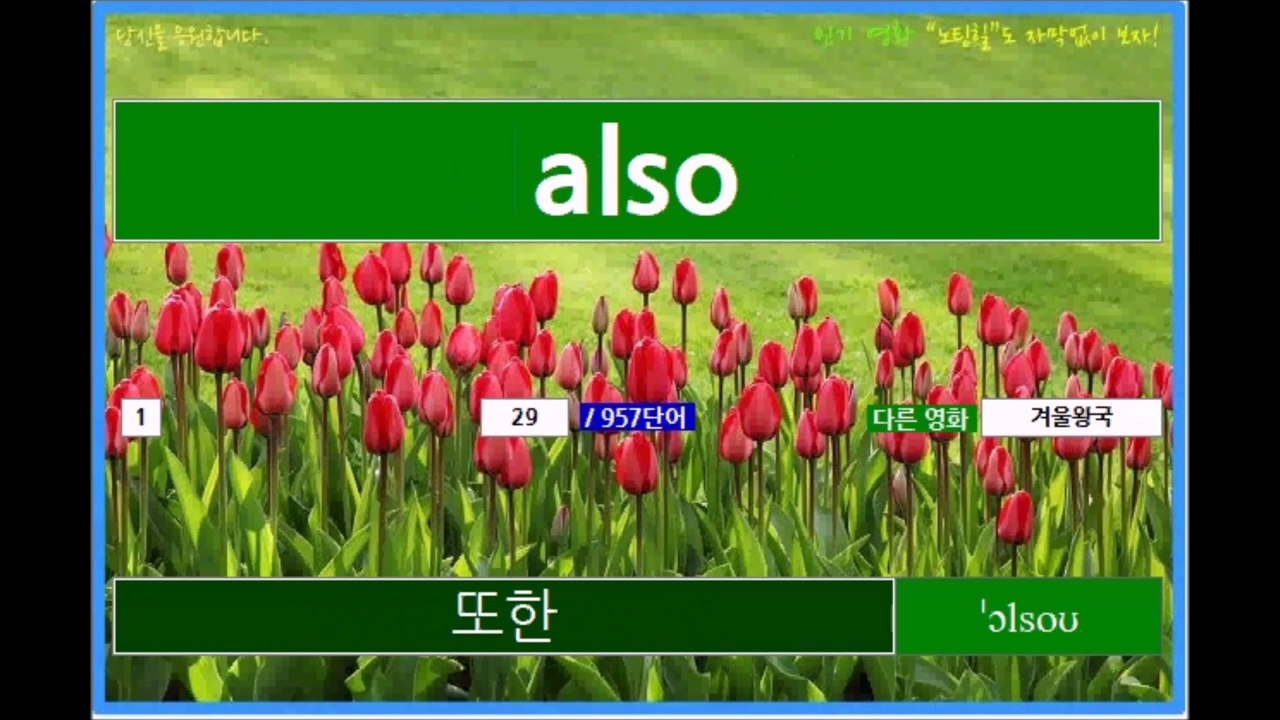 당신을 응원합니다.
인기 영화 “노팅힐”도 자막없이 보자!
also
1
29
/ 957단어
다른 영화
겨울왕국
또한
ˈɔlsoʊ